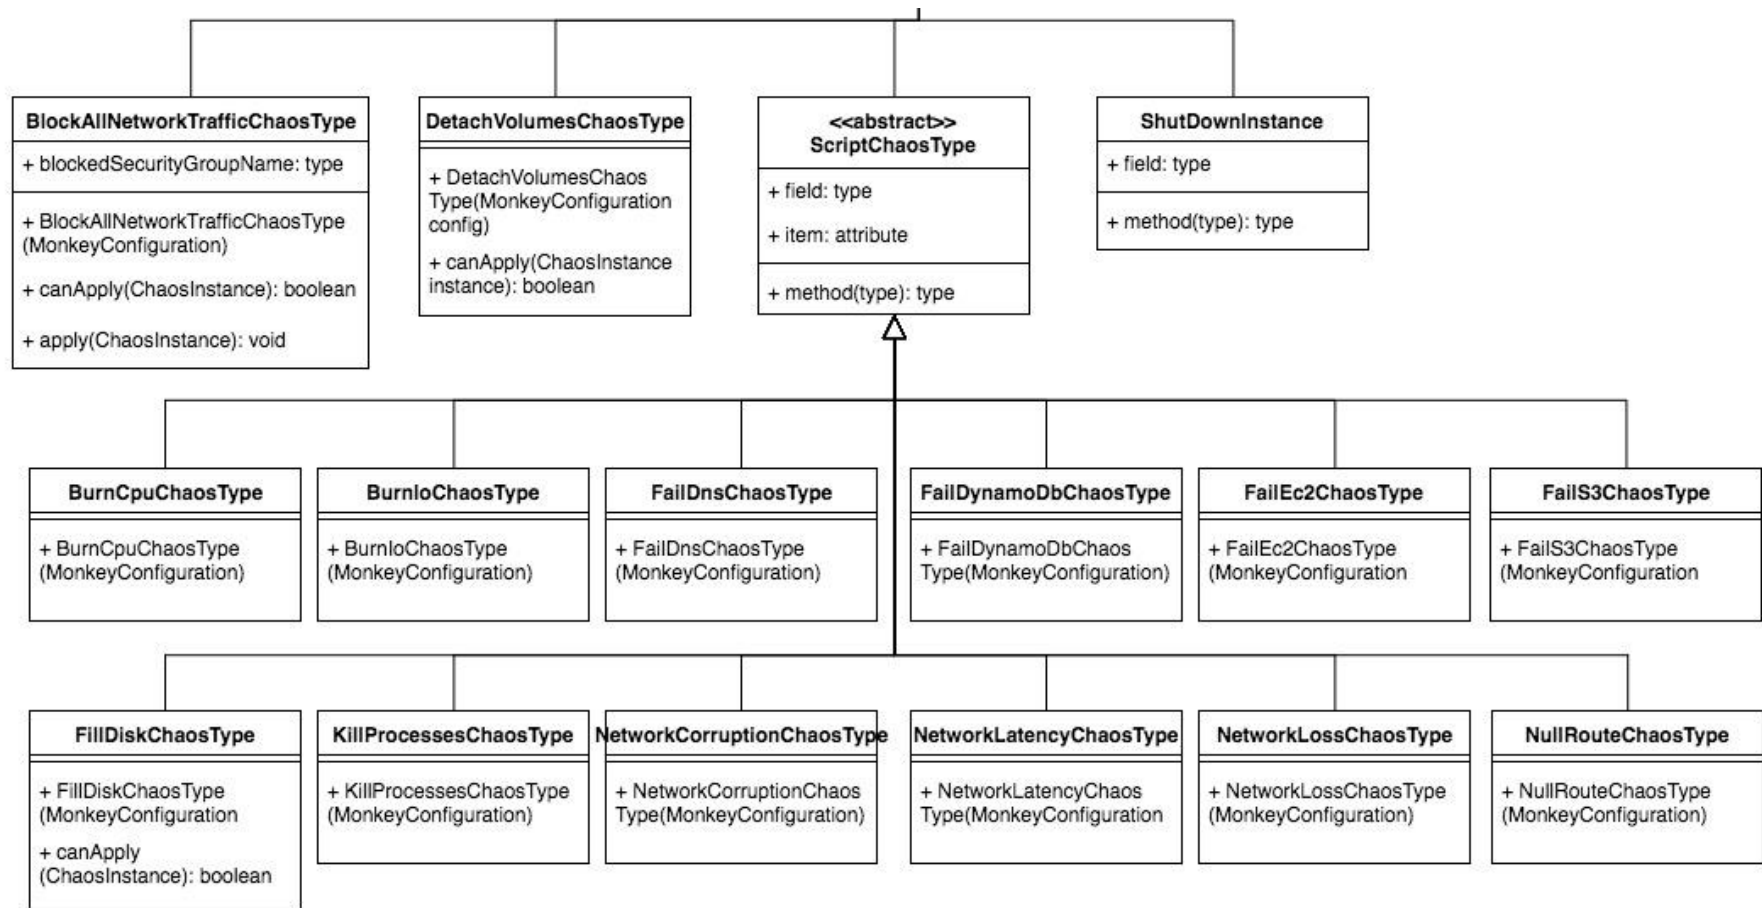 BlockAllNetworkTrafficChaosType
+ blockedSecurityGroupName: type
+ BlockAllNetworkTrafficChaosType
(MonkeyConfiguration)
+ canApply(ChaosInstance): boolean
+ apply(ChaosInstance): void
DetachVolumesChaosType
+ DetachVolumesChaos
Type(MonkeyConfiguration
config)
+ canApply(ChaosInstance
instance): boolean
<<abstract>>
ScriptChaosType
+ field: type
+ item: attribute
+ method(type): type
ShutDownInstance
+ field: type
+ method(type): type
BurnCpuChaosType
+ BurnCpuChaosType
(MonkeyConfiguration)
BurnIoChaosType
+ BurnIoChaosType
(MonkeyConfiguration)
FailDnsChaosType
+ FailDnsChaosType
(MonkeyConfiguration)
FailDynamoDbChaosType
+ FailDynamoDbChaos
Type(MonkeyConfiguration)
FailEc2ChaosType
+ FailEc2ChaosType
(MonkeyConfiguration
FailS3ChaosType
+ FailS3ChaosType
(MonkeyConfiguration
FillDiskChaosType
+ FillDiskChaosType
(MonkeyConfiguration
+ canApply
(ChaosInstance): boolean
KillProcessesChaosType
+ KillProcessesChaosType
(MonkeyConfiguration)
NetworkCorruptionChaosType
+ NetworkCorruptionChaos
Type(MonkeyConfiguration)
NetworkLatencyChaosType
+ NetworkLatencyChaos
Type(MonkeyConfiguration
NetworkLossChaosType
+ NetworkLossChaosType
(MonkeyConfiguration)
NullRouteChaosType
+ NullRouteChaosType
(MonkeyConfiguration)